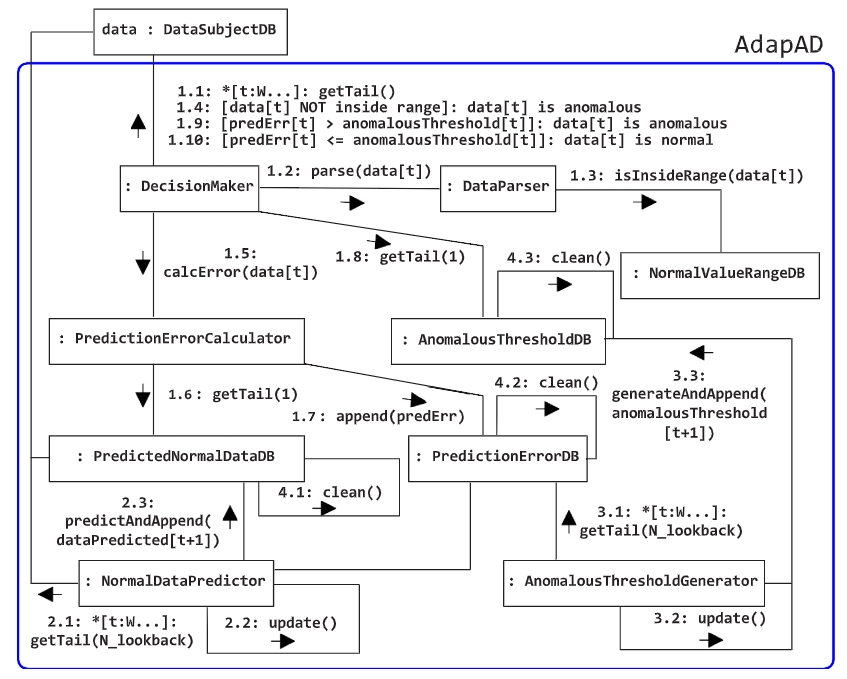 data : DataSubjectDB
AdapAD
1.1: *[t:W...]: getTail()
1.4: [data[t] NOT inside range]: data[t] is anomalous
1.9: [predErr[t] > anomalousThreshold[t]]: data[t] is anomalous
1.10: [predErr[t] <= anomalousThreshold[t]]: data[t] is normal
: DecisionMaker
1.2: parse(data[t])
: DataParser
1.3: isInsideRange(data[t])
1.5:
calcError(data[t])
1.8: getTail(1)
4.3: clean()
: NormalValueRangeDB
: PredictionErrorCalculator
: AnomalousThresholdDB
1.6: getTail(1)
1.7: append(predErr)
4.2: clean()
3.3:
generateAndAppend(
anomalousThreshold
[t+1])
: PredictedNormalDataDB
: PredictionErrorDB
4.1: clean()
2.3:
predictAndAppend(
dataPredicted[t+1])
3.1: *[t:W...]:
getTail(N_lookback)
: NormalDataPredictor
: AnomalousThresholdGenerator
2.1: *[t:W...]:
getTail(N_lookback)
2.2: update()
3.2: update()